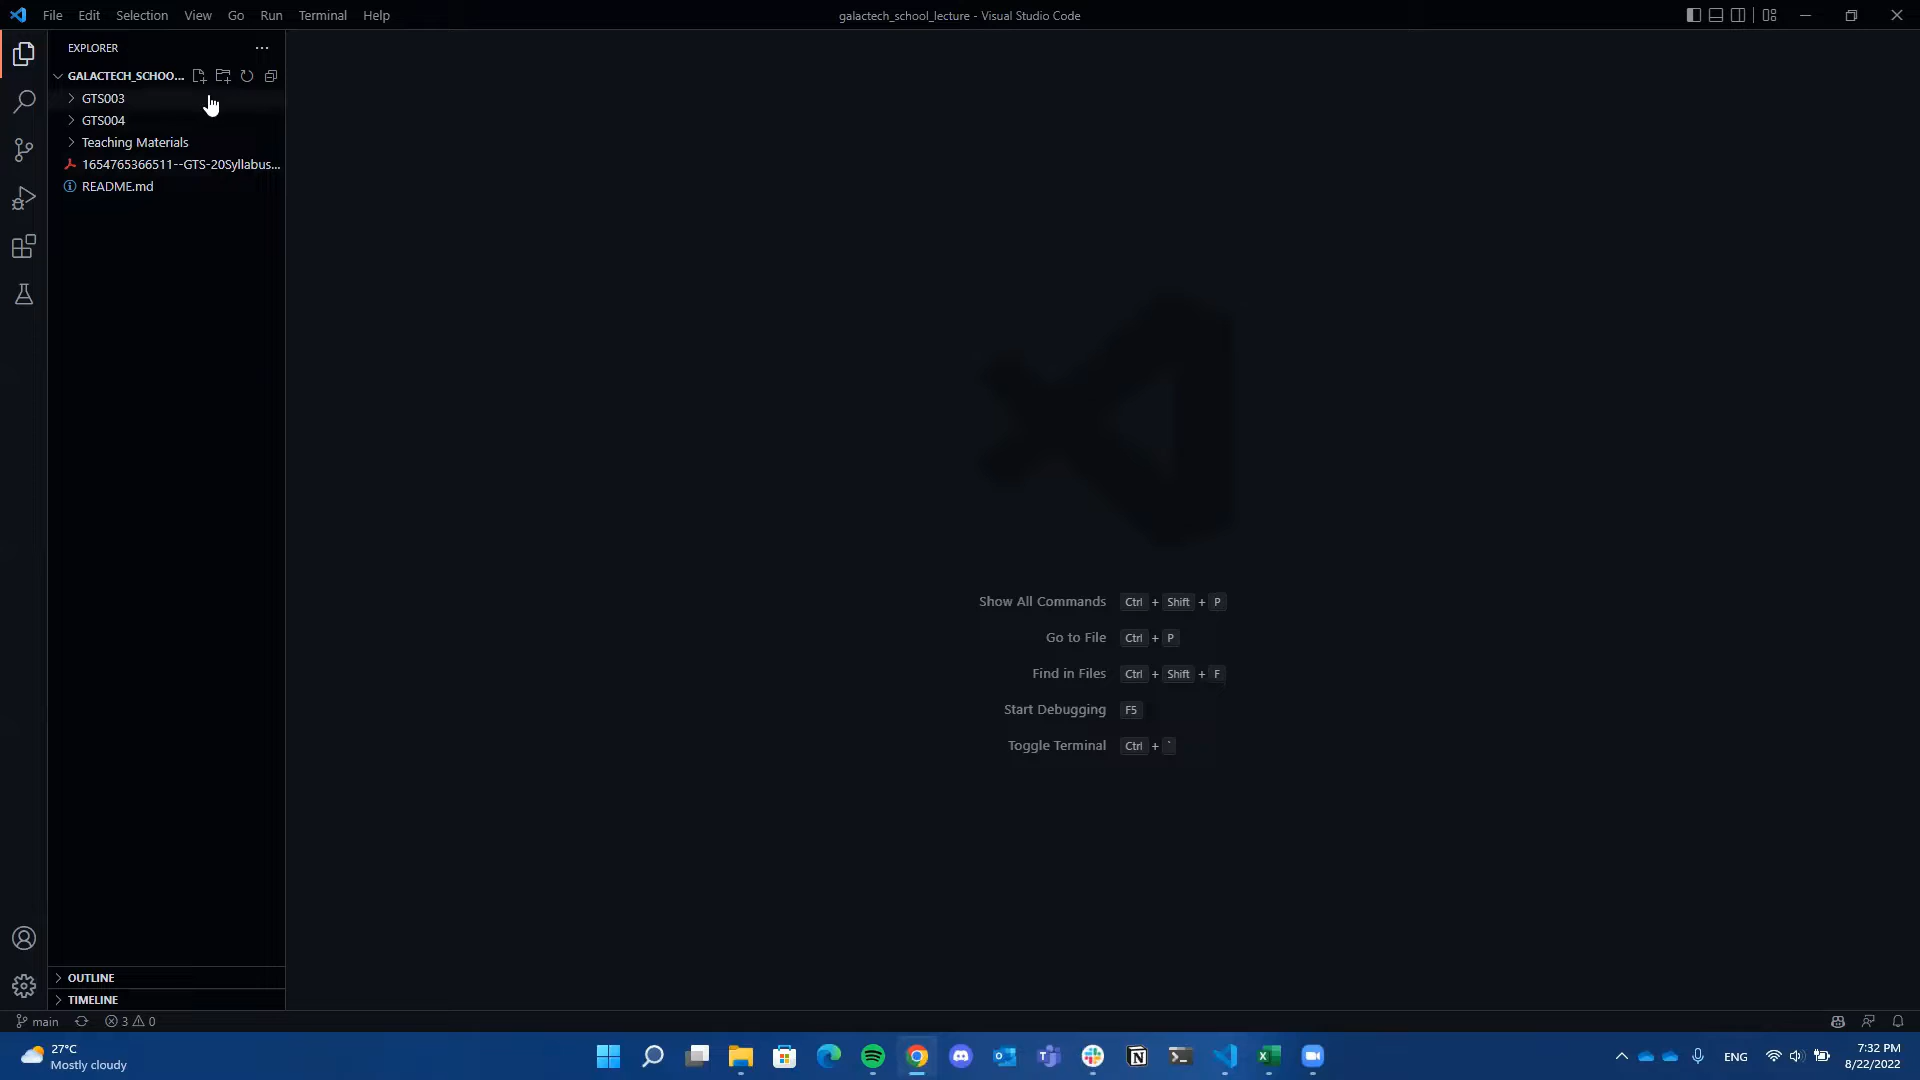 File Edit Selection View Go Run Terminal Help
galactech_school_lecture - Visual Studio Code
EXPLORER
GALACTECH_SCHOO...
GTS003
GTS004
Teaching Materials
1654765366511--GTS-20Syllabus...
README.md
Show All Commands Ctrl + Shift + P
Go to File Ctrl + P
Find in Files Ctrl + Shift + F
Start Debugging F5
Toggle Terminal Ctrl + `
OUTLINE
TIMELINE
main 3 0
27°C
Mostly cloudy
ENG
7:32 PM
8/22/2022